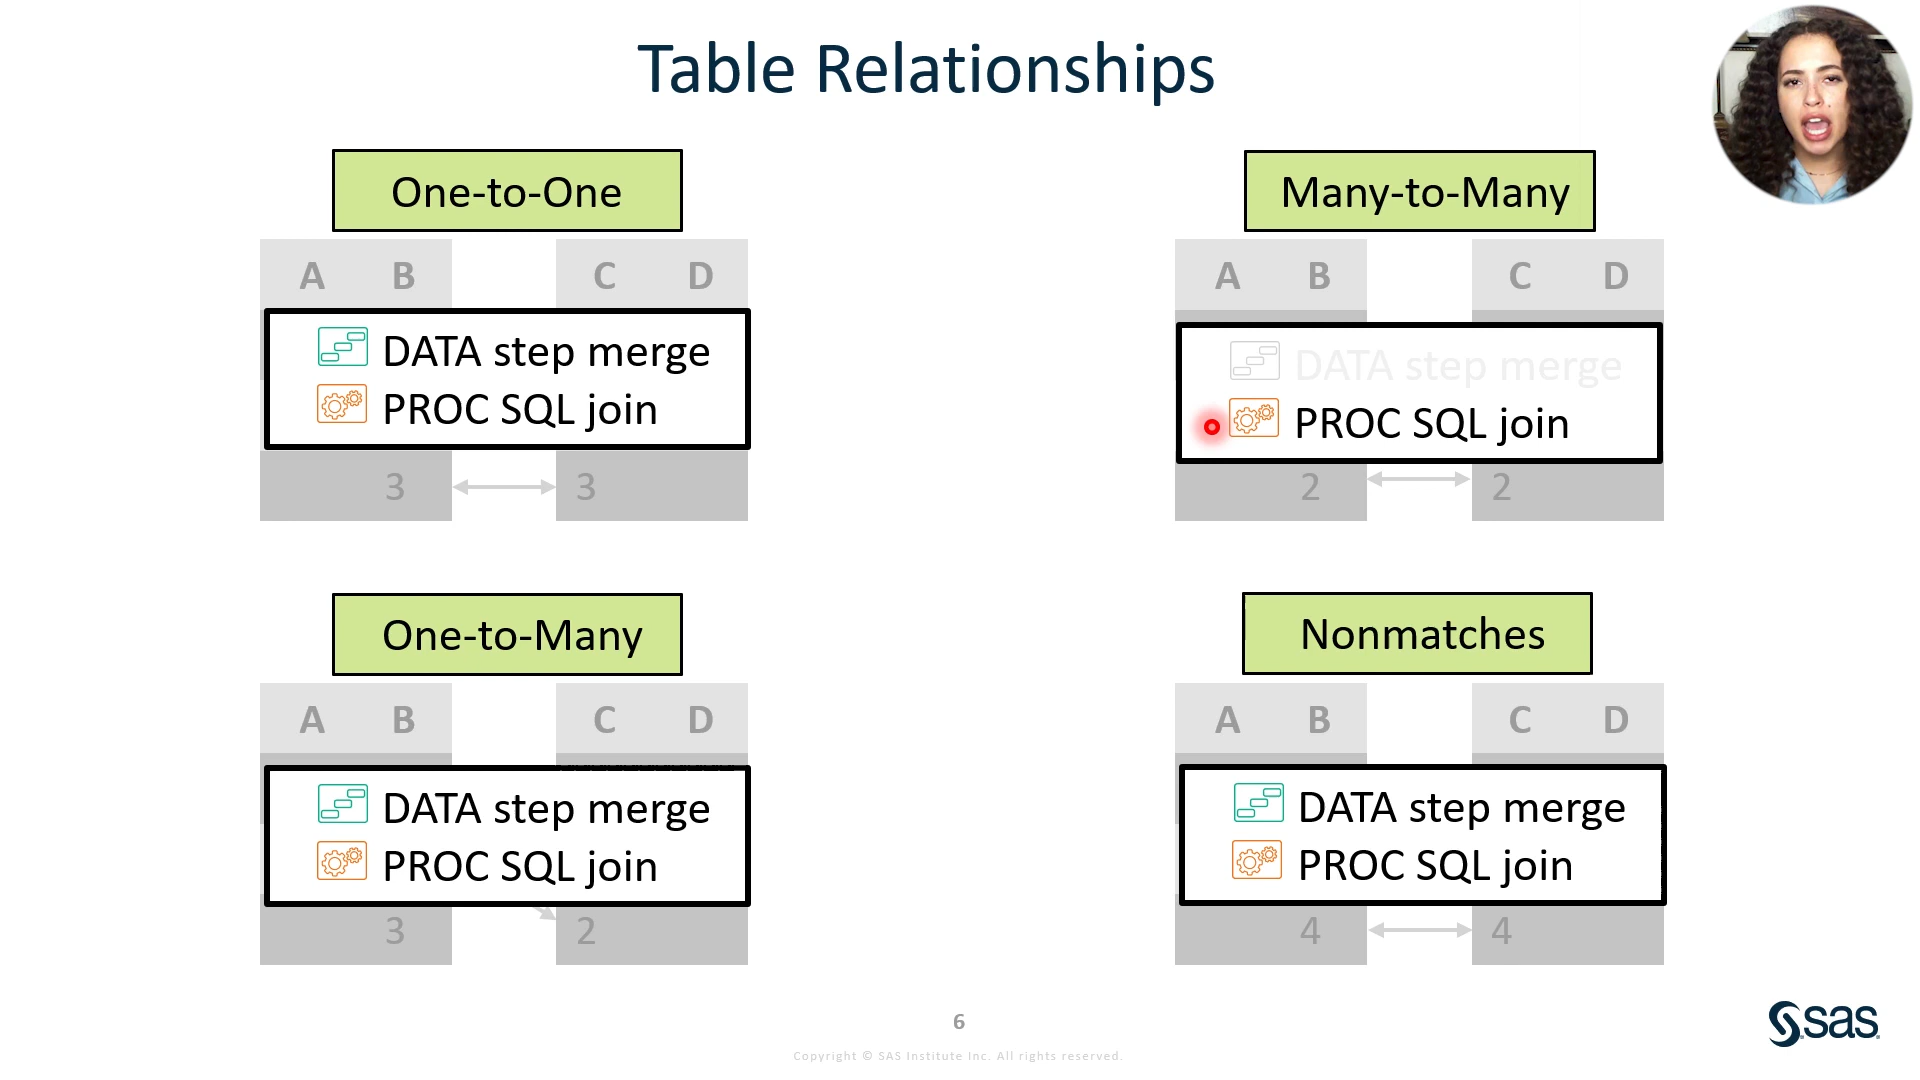 Table Relationships
One-to-One
A B C D
DATA step merge
PROC SQL join
3 3
Many-to-Many
A B C D
DATA step merge
PROC SQL join
2 2
One-to-Many
A B C D
DATA step merge
PROC SQL join
3 2
Nonmatches
A B C D
DATA step merge
PROC SQL join
4 4
6
Copyright © SAS Institute Inc. All rights reserved.
sas